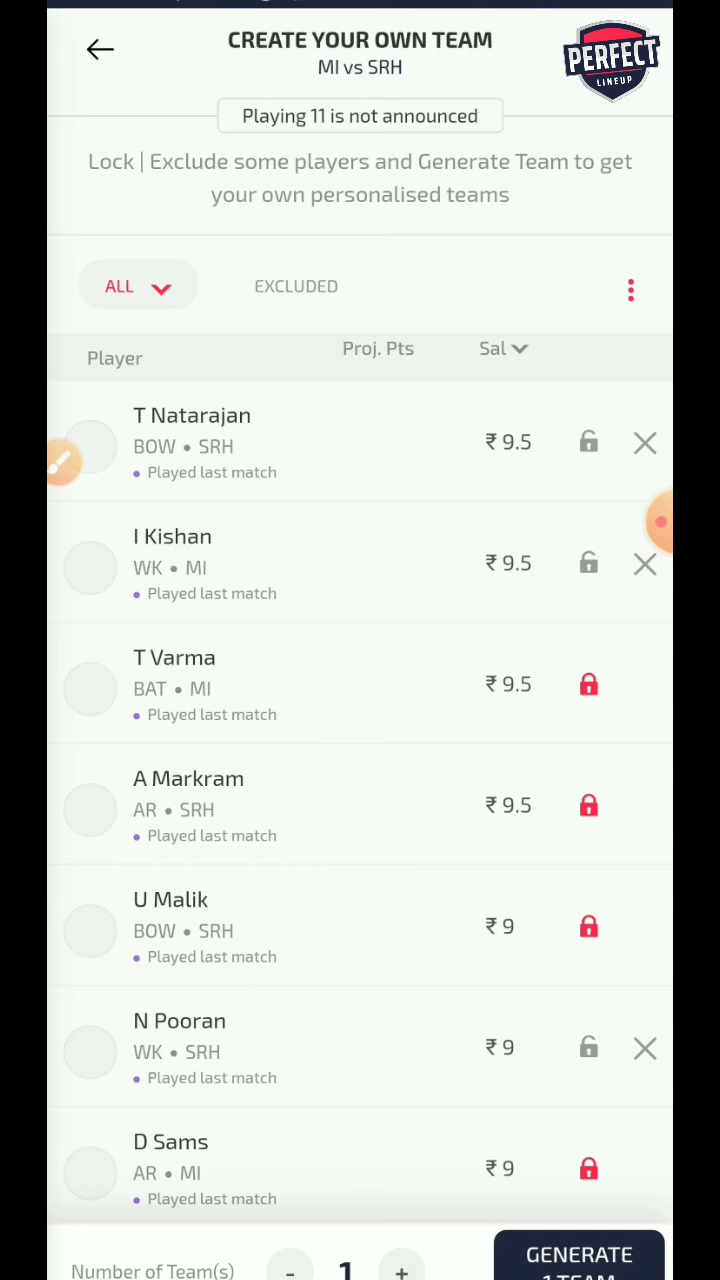 CREATE YOUR OWN TEAM
MI vs SRH
PERFECT
LINEUP
Playing 11 is not announced
Lock | Exclude some players and Generate Team to get
your own personalised teams
ALL
EXCLUDED
Player
Proj. Pts
Sal
T Natarajan
BOW • SRH
Played last match
₹ 9.5
I Kishan
WK • MI
Played last match
₹ 9.5
T Varma
BAT • MI
Played last match
₹ 9.5
A Markram
AR • SRH
Played last match
₹ 9.5
U Malik
BOW • SRH
Played last match
₹ 9
N Pooran
WK • SRH
Played last match
₹ 9
D Sams
AR • MI
Played last match
₹ 9
Number of Team(s)
- 1 +
GENERATE
1 TEAM